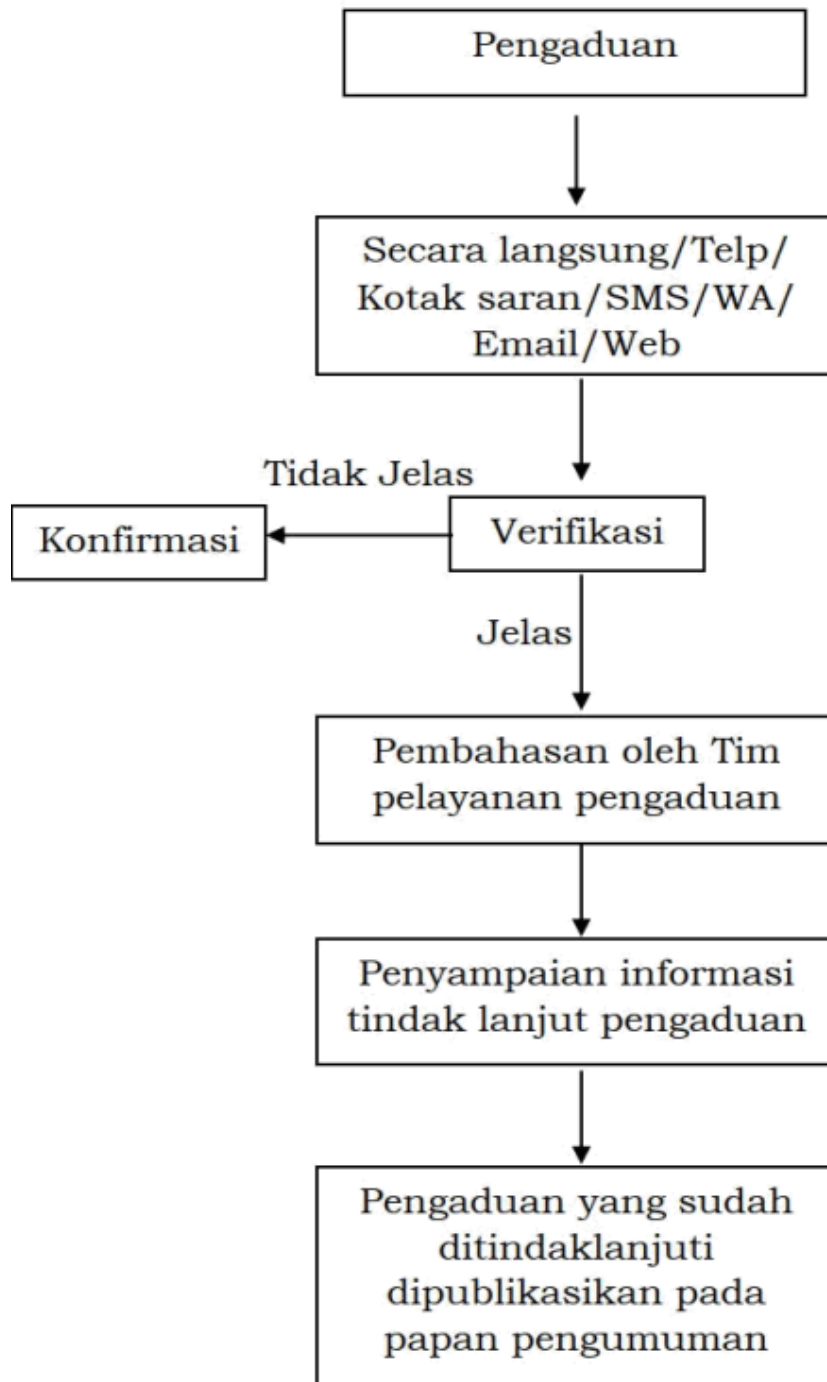 Pengaduan
Secara langsung/Telp/
Kotak saran/SMS/WA/
Email/Web
Tidak Jelas
Konfirmasi
Verifikasi
Jelas
Pembahasan oleh Tim
pelayanan pengaduan
Penyampaian informasi
tindak lanjut pengaduan
Pengaduan yang sudah
ditindaklanjuti
dipublikasikan pada
papan pengumuman